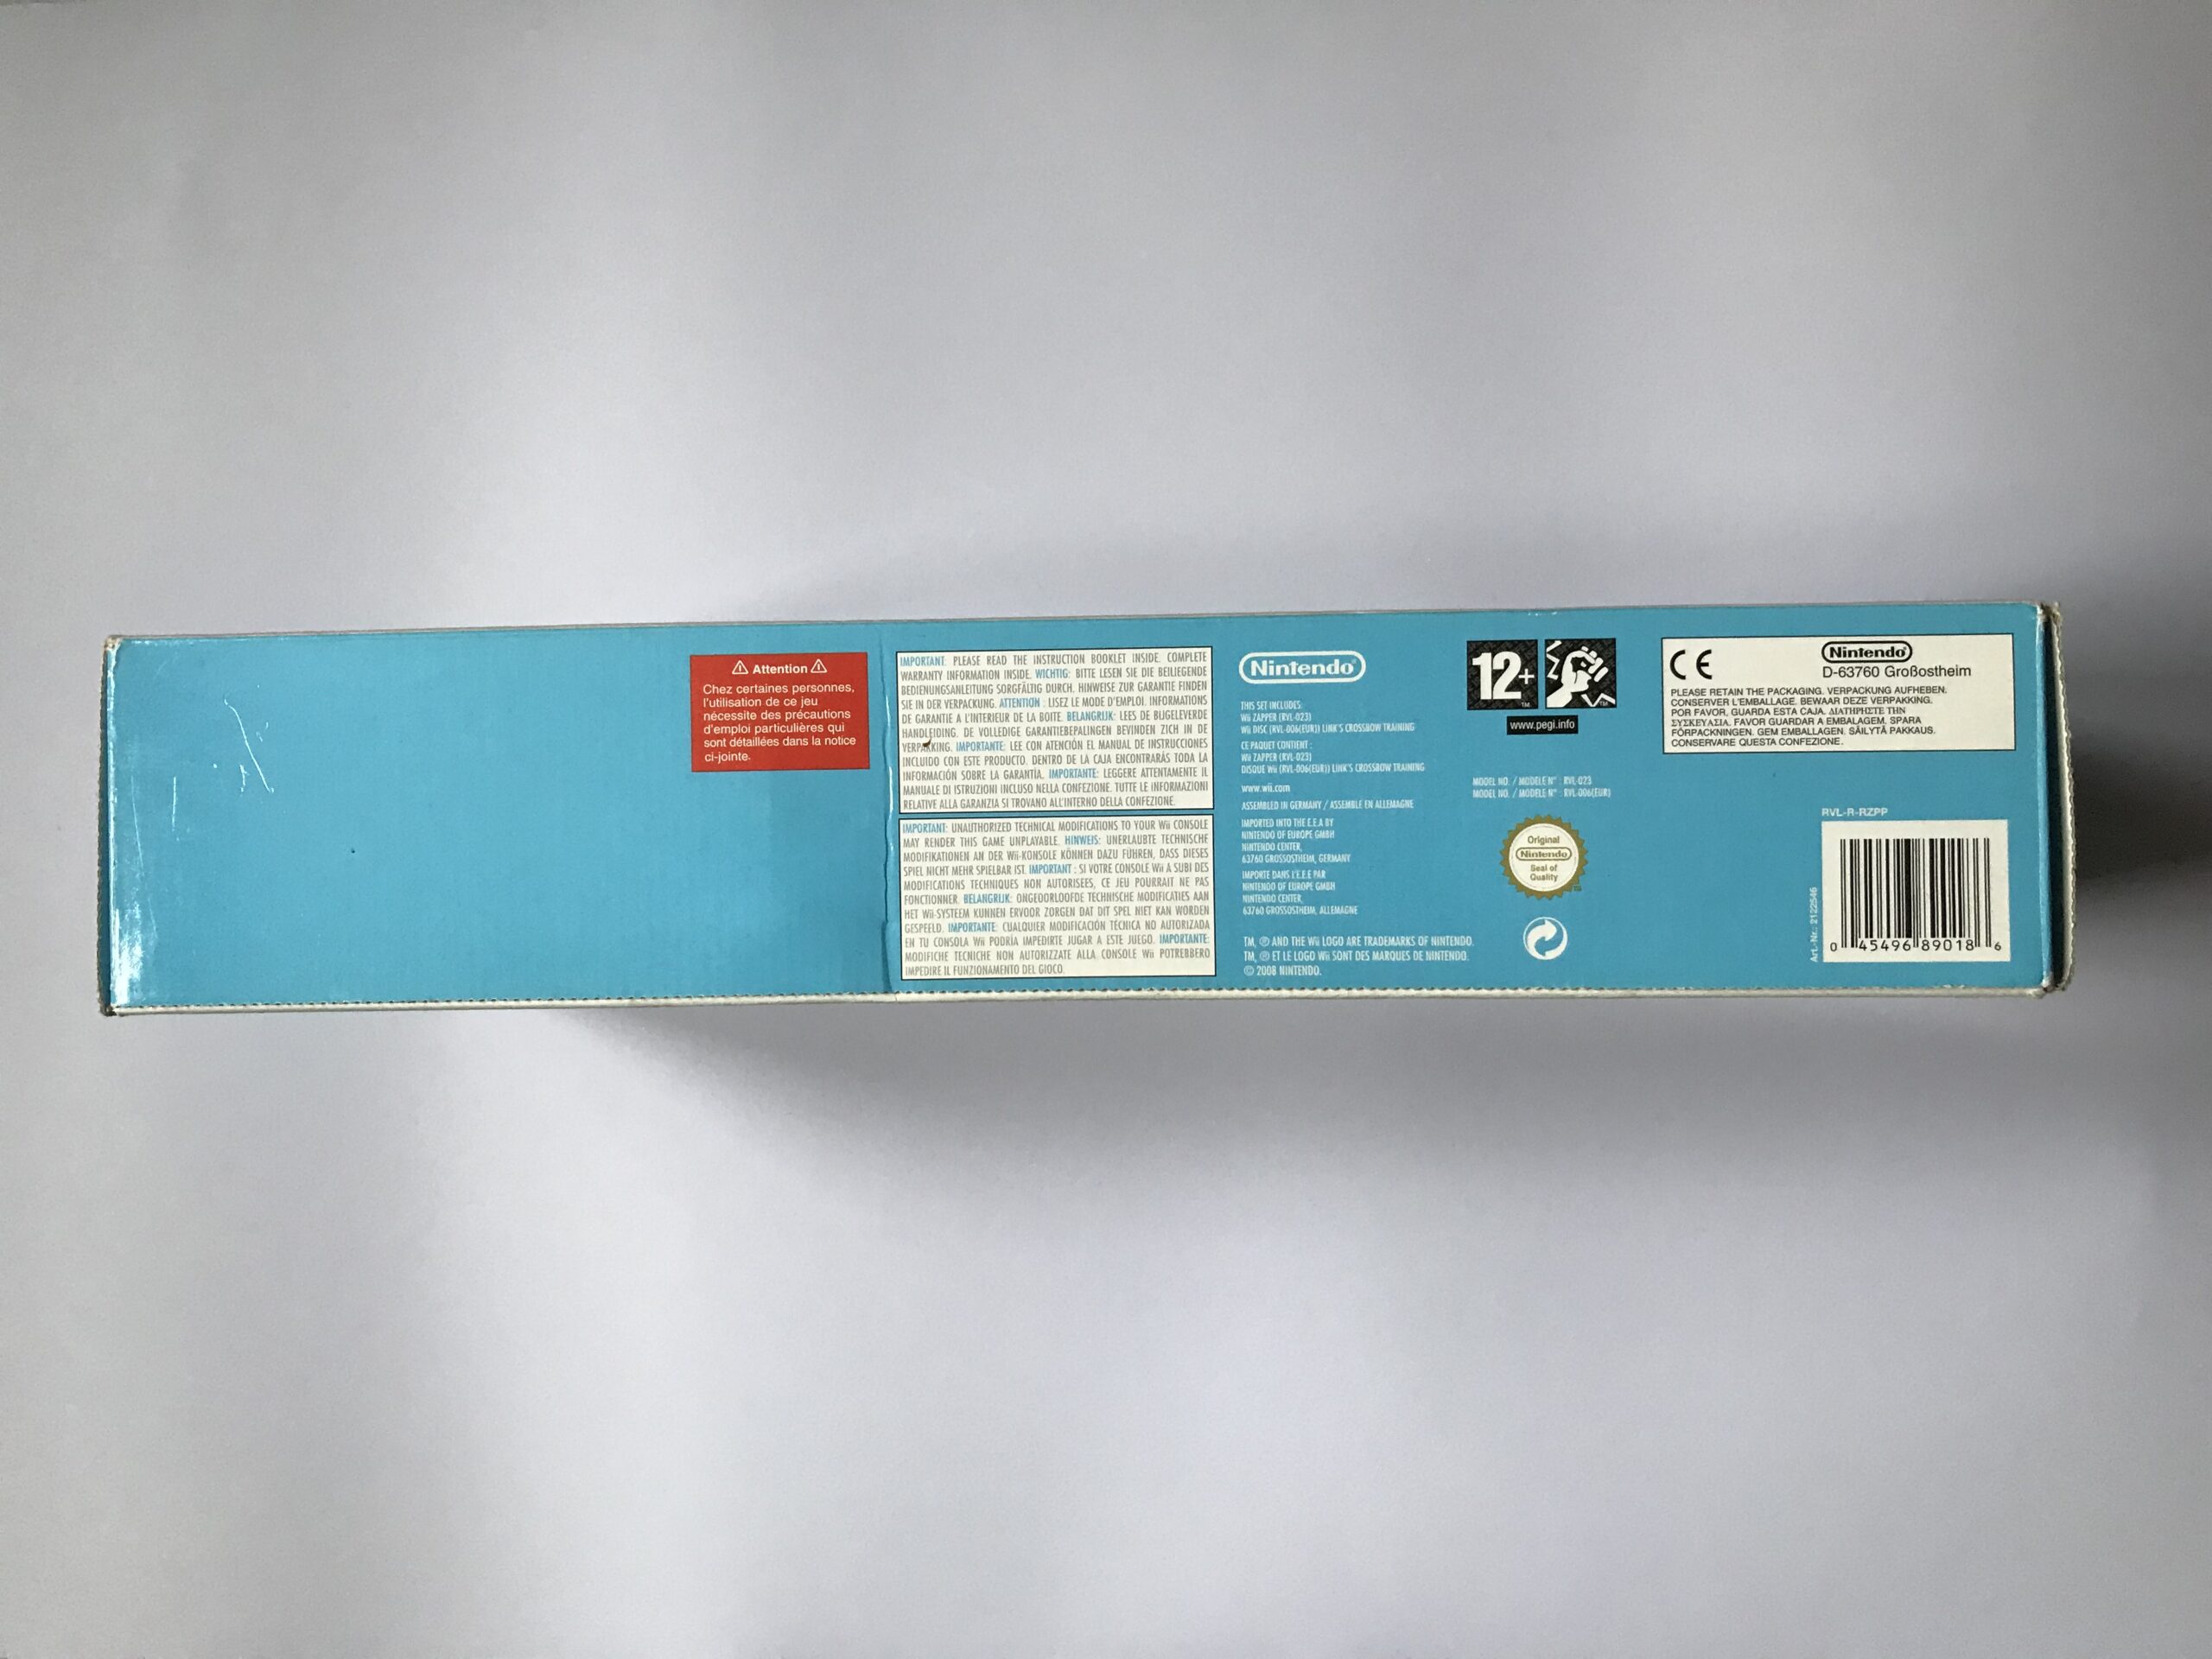 ⚠ Attention ⚠
Chez certaines personnes,
l'utilisation de ce jeu
nécessite des précautions
d'emploi particulières qui
sont détaillées dans la notice
ci-jointe.
IMPORTANT: PLEASE READ THE INSTRUCTION BOOKLET INSIDE. COMPLETE
WARRANTY INFORMATION INSIDE. WICHTIG: BITTE LESEN SIE DIE BEILIEGENDE
BEDIENUNGSANLEITUNG SORGFÄLTIG DURCH. HINWEISE ZUR GARANTIE FINDEN
SIE IN DER VERPACKUNG. ATTENTION : LISEZ LE MODE D'EMPLOI. INFORMATIONS
DE GARANTIE A L'INTERIEUR DE LA BOITE. BELANGRIJK: LEES DE BIJGELEVERDE
HANDLEIDING. DE VOLLEDIGE GARANTIEBEPALINGEN BEVINDEN ZICH IN DE
VERPAKKING. IMPORTANTE: LEE CON ATENCIÓN EL MANUAL DE INSTRUCCIONES
INCLUIDO CON ESTE PRODUCTO. DENTRO DE LA CAJA ENCONTRARÁS TODA LA
INFORMACIÓN SOBRE LA GARANTÍA. IMPORTANTE: LEGGERE ATTENTAMENTE IL
MANUALE DI ISTRUZIONI INCLUSO NELLA CONFEZIONE. TUTTE LE INFORMAZIONI
RELATIVE ALLA GARANZIA SI TROVANO ALL'INTERNO DELLA CONFEZIONE.
IMPORTANT: UNAUTHORIZED TECHNICAL MODIFICATIONS TO YOUR Wii CONSOLE
MAY RENDER THIS GAME UNPLAYABLE. HINWEIS: UNERLAUBTE TECHNISCHE
MODIFIKATIONEN AN DER Wii-KONSOLE KÖNNEN DAZU FÜHREN, DASS DIESES
SPIEL NICHT MEHR SPIELBAR IST. IMPORTANT : SI VOTRE CONSOLE Wii A SUBI DES
MODIFICATIONS TECHNIQUES NON AUTORISEES, CE JEU POURRAIT NE PAS
FONCTIONNER. BELANGRIJK: ONGEOORLOOFDE TECHNISCHE MODIFICATIES AAN
HET Wii-SYSTEEM KUNNEN ERVOOR ZORGEN DAT DIT SPEL NIET KAN WORDEN
GESPEELD. IMPORTANTE: CUALQUIER MODIFICACIÓN TÉCNICA NO AUTORIZADA
EN TU CONSOLA Wii PODRÍA IMPEDIRTE JUGAR A ESTE JUEGO. IMPORTANTE:
MODIFICHE TECNICHE NON AUTORIZZATE ALLA CONSOLE Wii POTREBBERO
IMPEDIRE IL FUNZIONAMENTO DEL GIOCO.
Nintendo®
THIS SET INCLUDES:
Wii ZAPPER (RVL-023)
Wii DISC (RVL-006(EUR)) LINK'S CROSSBOW TRAINING
CE PAQUET CONTIENT :
Wii ZAPPER (RVL-023)
DISQUE Wii (RVL-006(EUR)) LINK'S CROSSBOW TRAINING
www.wii.com
ASSEMBLED IN GERMANY / ASSEMBLE EN ALLEMAGNE
IMPORTED INTO THE E.E.A BY
NINTENDO OF EUROPE GMBH
NINTENDO CENTER,
63760 GROSSOSTHEIM, GERMANY
IMPORTE DANS L'E.E.E PAR
NINTENDO OF EUROPE GMBH
NINTENDO CENTER,
63760 GROSSOSTHEIM, ALLEMAGNE
TM, ® AND THE Wii LOGO ARE TRADEMARKS OF NINTENDO.
TM, ® ET LE LOGO Wii SONT DES MARQUES DE NINTENDO.
© 2008 NINTENDO.
12+
www.pegi.info
MODEL NO. / MODELE N° : RVL-023
MODEL NO. / MODELE N° : RVL-006(EUR)
Original
Nintendo
Seal of
Quality
CE
Nintendo®
D-63760 Großostheim
PLEASE RETAIN THE PACKAGING. VERPACKUNG AUFHEBEN.
CONSERVER L'EMBALLAGE. BEWAAR DEZE VERPAKKING.
POR FAVOR, GUARDA ESTA CAJA. ΔΙΑΤΗΡΗΣΤΕ ΤΗΝ
ΣΥΣΚΕΥΑΣΙΑ. FAVOR GUARDAR A EMBALAGEM. SPARA
FÖRPACKNINGEN. GEM EMBALLAGEN. SÄILYTÄ PAKKAUS.
CONSERVARE QUESTA CONFEZIONE.
RVL-R-RZPP
Art.-Nr.: 2122546
0 45496 89018 6